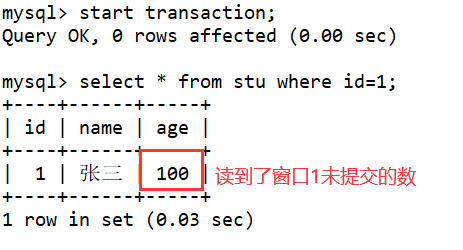 mysql> start transaction;
Query OK, 0 rows affected (0.00 sec)
mysql> select * from stu where id=1;
+----+------+-----+
| id | name | age |
+----+------+-----+
| 1 | 张三 | 100 | 读到了窗口1未提交的数
+----+------+-----+
1 row in set (0.03 sec)